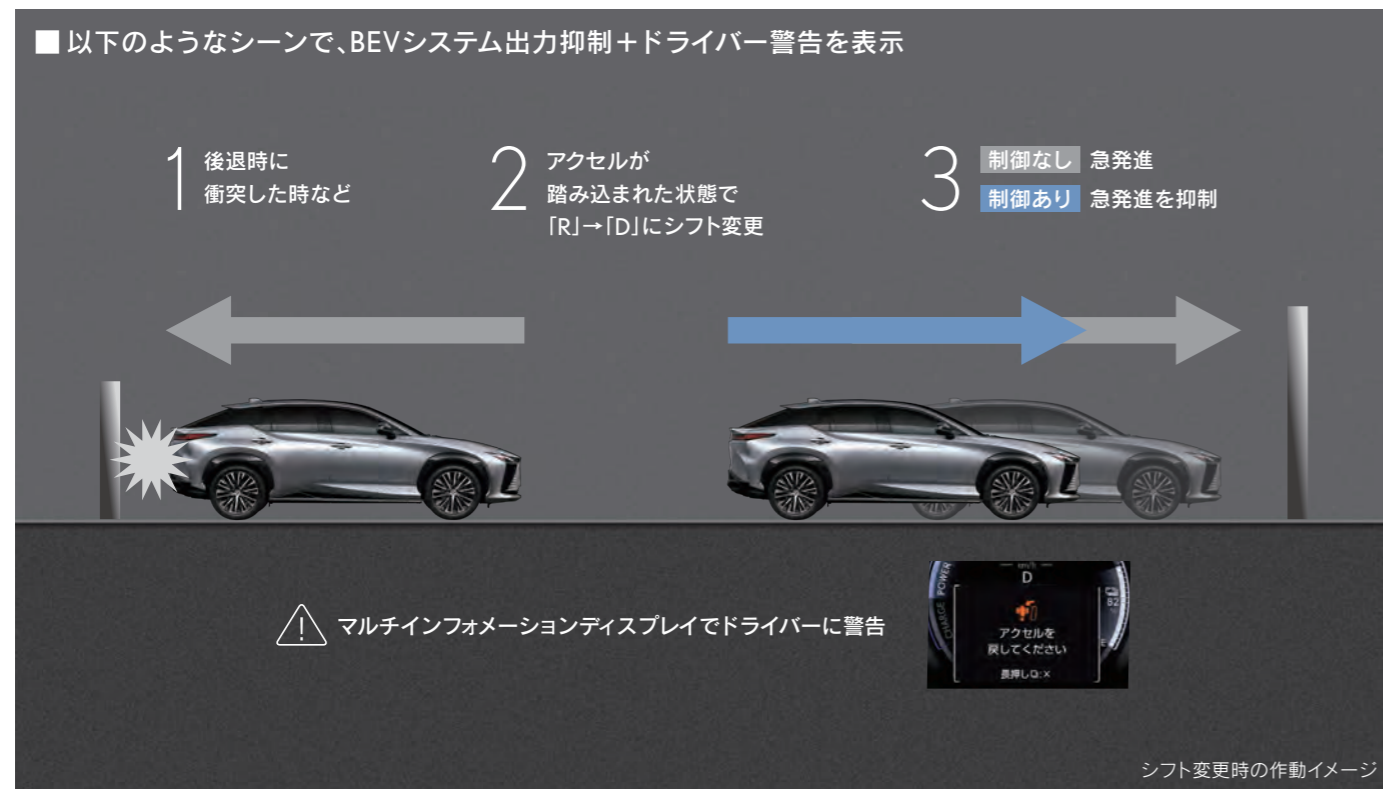 ■以下のようなシーンで、BEVシステム出力抑制＋ドライバー警告を表示
1 後退時に
衝突した時など
2 アクセルが
踏み込まれた状態で
「R」→「D」にシフト変更
3 制御なし 急発進
制御あり 急発進を抑制
マルチインフォメーションディスプレイでドライバーに警告
km/h
D
CHARGE POWER
82
E
アクセルを
戻してください
長押し:×
シフト変更時の作動イメージ